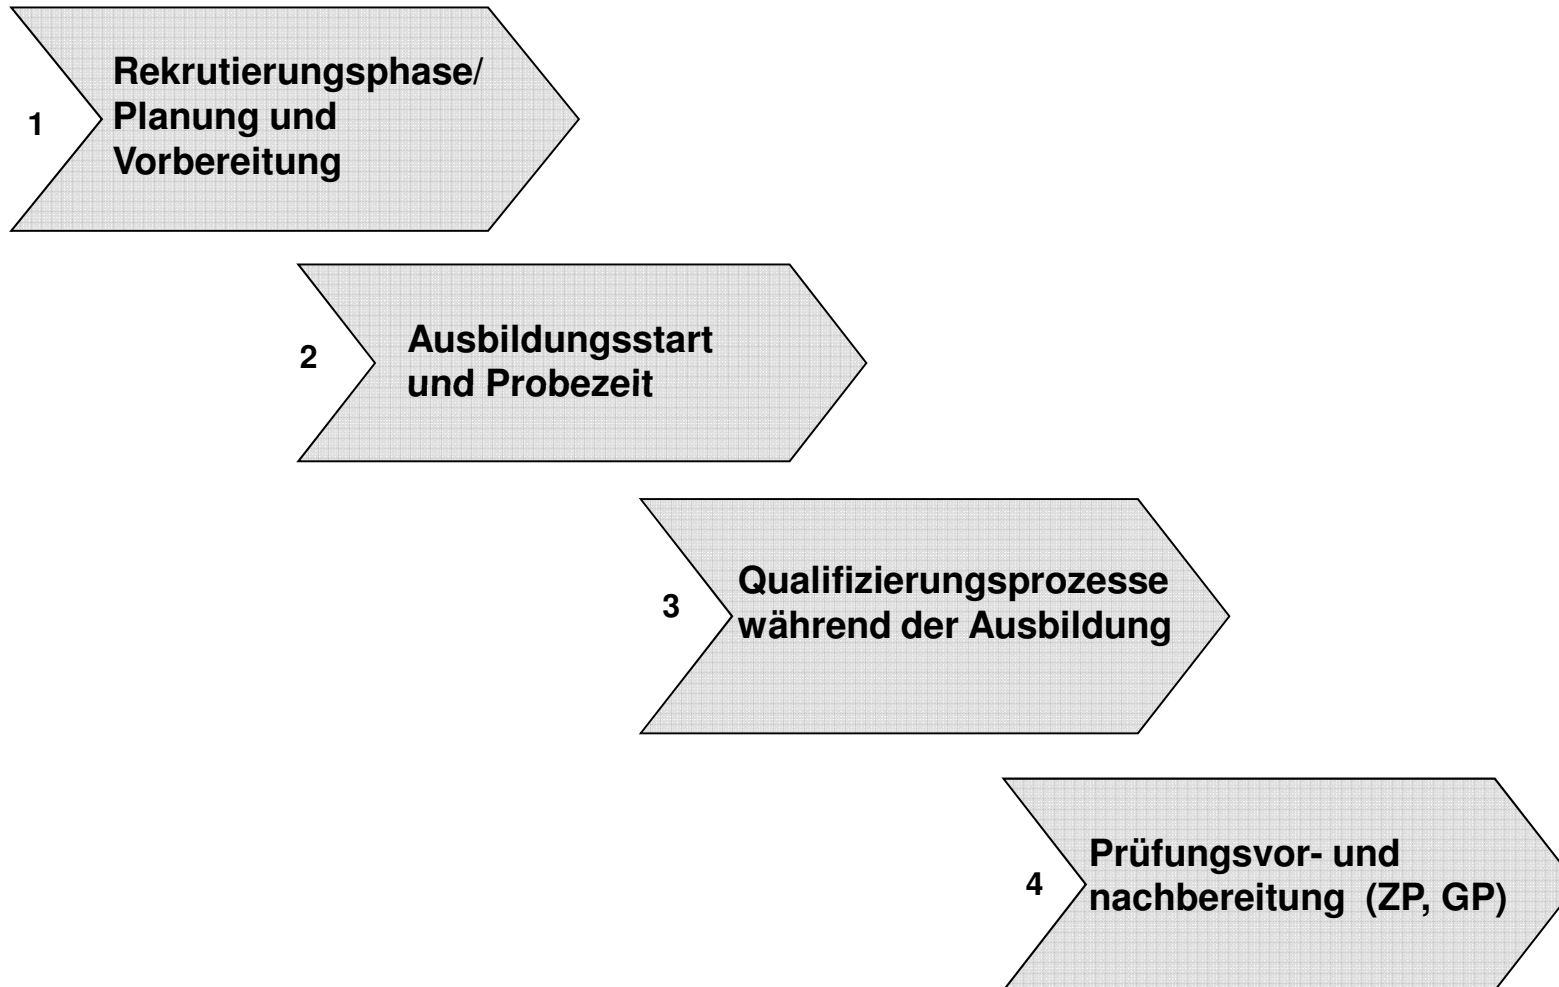 Rekrutierungsphase/
1 Planung und
Vorbereitung
2 Ausbildungsstart
und Probezeit
3 Qualifizierungsprozesse
während der Ausbildung
4 Prüfungsvor- und
nachbereitung (ZP, GP)